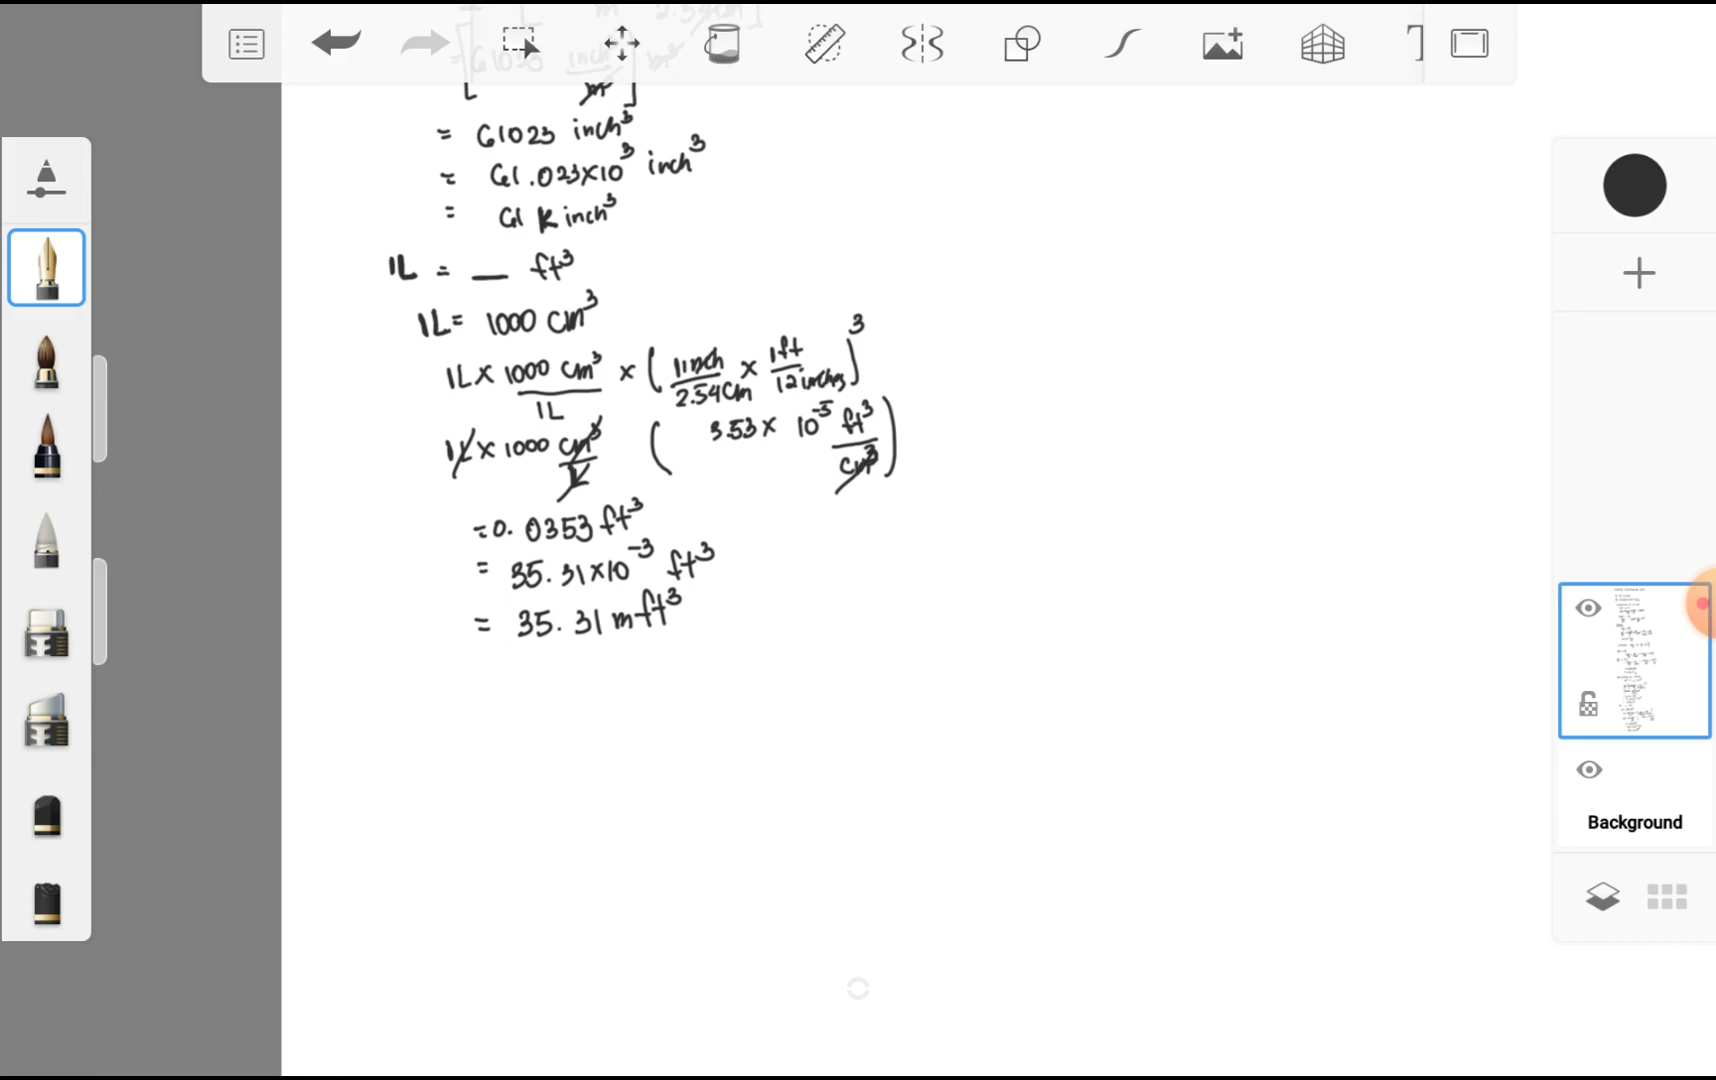 = 61023 inch³
= 61.023×10³ inch³
= 61 K inch³
1L = __ ft³
1L = 1000 cm³
1L × 1000 cm³/1L × (1inch/2.54cm × 1ft/12inches)³
1L × 1000 cm³/L (3.53 × 10⁻⁵ ft³/cm³)
= 0.0353 ft³
= 35.31×10⁻³ ft³
= 35.31 mft³
Background